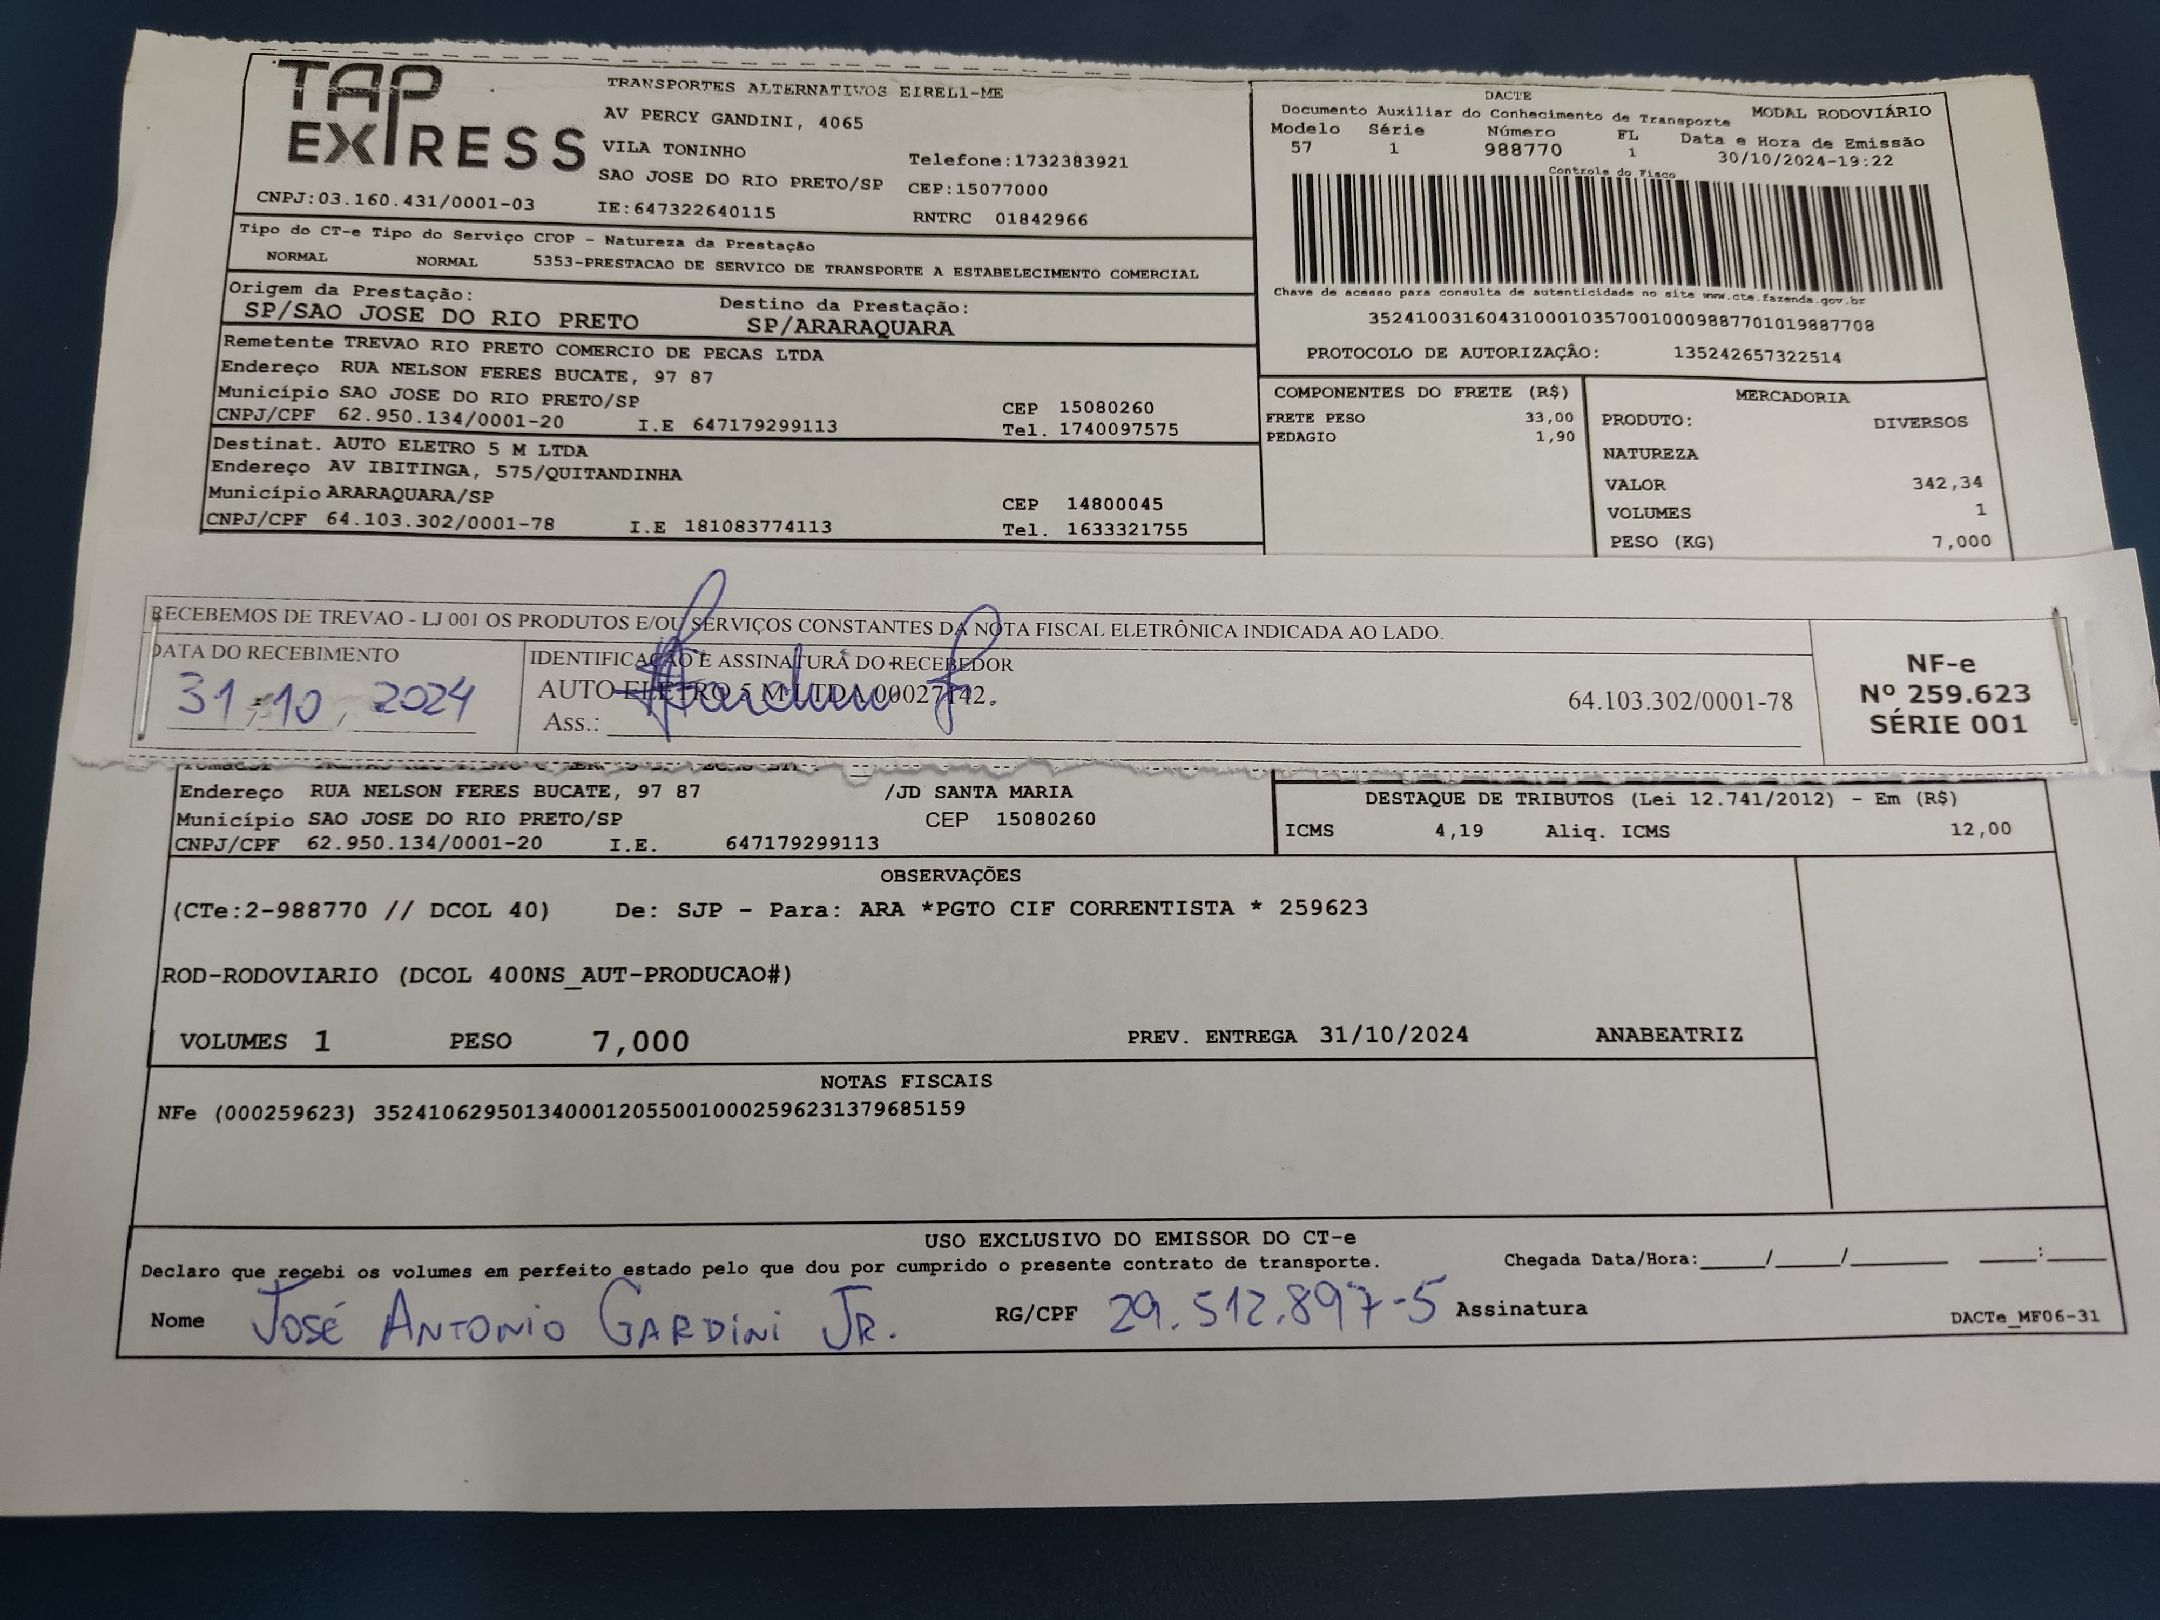 TAP EXPRESS
TRANSPORTES ALTERNATIVOS EIRELI-ME
AV PERCY GANDINI, 4065
VILA TONINHO Telefone:1732383921
SAO JOSE DO RIO PRETO/SP CEP:15077000
CNPJ:03.160.431/0001-03 IE:647322640115 RNTRC 01842966
DACTE
Documento Auxiliar do Conhecimento de Transporte MODAL RODOVIÁRIO
Modelo Série Número FL Data e Hora de Emissão
57 1 988770 1 30/10/2024-19:22
Controle do Fisco
Chave de acesso para consulta de autenticidade no site www.cte.fazenda.gov.br
35241003160431000103570010009887701019887708
PROTOCOLO DE AUTORIZAÇÃO: 135242657322514
Tipo do CT-e Tipo do Serviço CFOP - Natureza da Prestação
NORMAL NORMAL 5353-PRESTACAO DE SERVICO DE TRANSPORTE A ESTABELECIMENTO COMERCIAL
Origem da Prestação: Destino da Prestação:
SP/SAO JOSE DO RIO PRETO SP/ARARAQUARA
Remetente TREVAO RIO PRETO COMERCIO DE PECAS LTDA
Endereço RUA NELSON FERES BUCATE, 97 87
Município SAO JOSE DO RIO PRETO/SP CEP 15080260
CNPJ/CPF 62.950.134/0001-20 I.E 647179299113 Tel. 1740097575
Destinat. AUTO ELETRO 5 M LTDA
Endereço AV IBITINGA, 575/QUITANDINHA
Município ARARAQUARA/SP CEP 14800045
CNPJ/CPF 64.103.302/0001-78 I.E 181083774113 Tel. 1633321755
COMPONENTES DO FRETE (R$)
FRETE PESO 33,00
PEDAGIO 1,90
MERCADORIA
PRODUTO: DIVERSOS
NATUREZA
VALOR 342,34
VOLUMES 1
PESO (KG) 7,000
RECEBEMOS DE TREVAO - LJ 001 OS PRODUTOS E/OU SERVIÇOS CONSTANTES DA NOTA FISCAL ELETRÔNICA INDICADA AO LADO.
DATA DO RECEBIMENTO IDENTIFICAÇAO E ASSINATURA DO RECEBEDOR
31/10/2024 AUTO ELETRO 5 M LTDA 00027142. 64.103.302/0001-78
Ass.:
NF-e
Nº 259.623
SÉRIE 001
Endereço RUA NELSON FERES BUCATE, 97 87 /JD SANTA MARIA
Município SAO JOSE DO RIO PRETO/SP CEP 15080260
CNPJ/CPF 62.950.134/0001-20 I.E. 647179299113
DESTAQUE DE TRIBUTOS (Lei 12.741/2012) - Em (R$)
ICMS 4,19 Aliq. ICMS 12,00
OBSERVAÇÕES
(CTe:2-988770 // DCOL 40) De: SJP - Para: ARA *PGTO CIF CORRENTISTA * 259623
ROD-RODOVIARIO (DCOL 400NS_AUT-PRODUCAO#)
VOLUMES 1 PESO 7,000 PREV. ENTREGA 31/10/2024 ANABEATRIZ
NOTAS FISCAIS
NFe (000259623) 35241062950134000120550010002596231379685159
USO EXCLUSIVO DO EMISSOR DO CT-e
Declaro que recebi os volumes em perfeito estado pelo que dou por cumprido o presente contrato de transporte. Chegada Data/Hora:____/____/______ ____:____
Nome JOSÉ ANTONIO GARDINI JR. RG/CPF 29.512.897-5 Assinatura DACTe_MF06-31